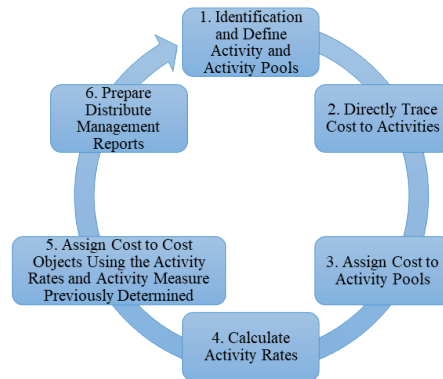 1. Identification
and Define
Activity and
Activity Pools
2. Directly Trace
Cost to Activities
3. Assign Cost to
Activity Pools
4. Calculate
Activity Rates
5. Assign Cost to Cost
Objects Using the Activity
Rates and Activity Measure
Previously Determined
6. Prepare
Distribute
Management
Reports